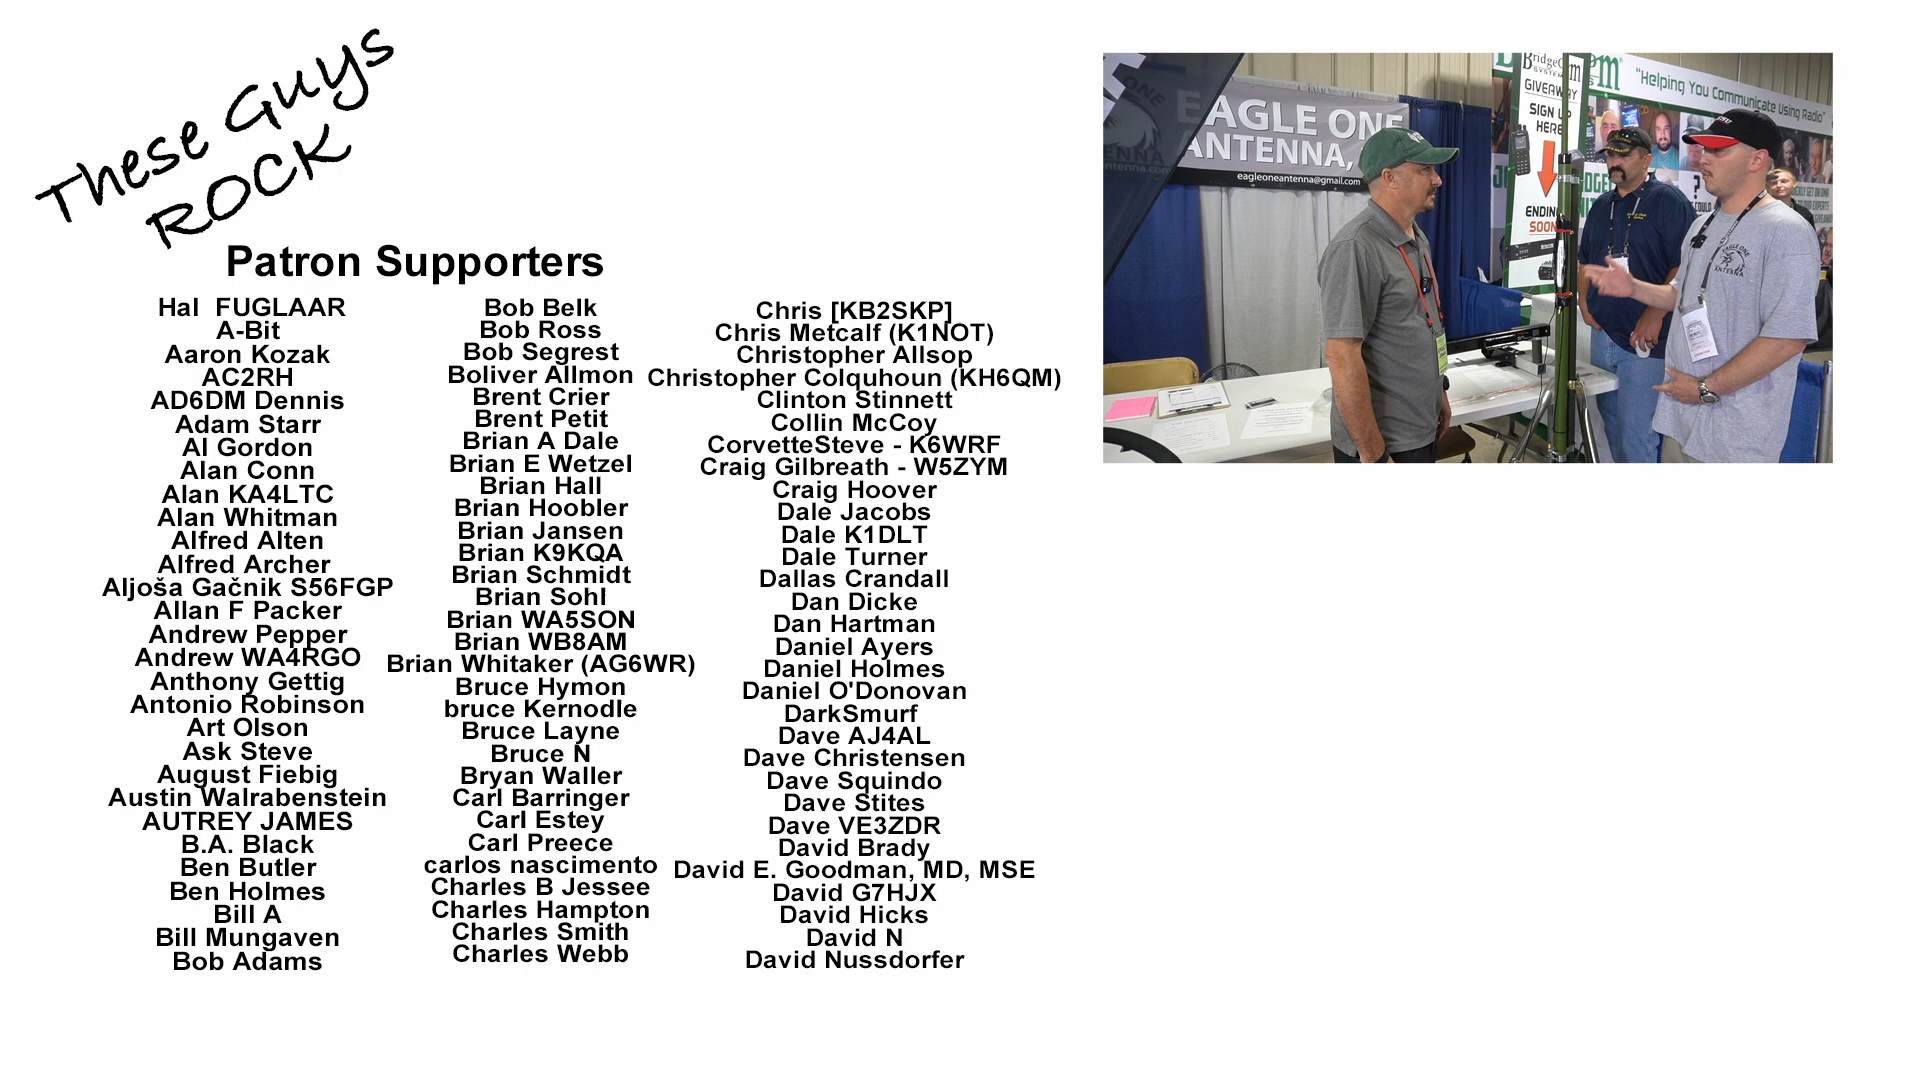 These Guys
ROCK
Patron Supporters
Hal  FUGLAAR
A-Bit
Aaron Kozak
AC2RH
AD6DM Dennis
Adam Starr
Al Gordon
Alan Conn
Alan KA4LTC
Alan Whitman
Alfred Alten
Alfred Archer
Aljoša Gačnik S56FGP
Allan F Packer
Andrew Pepper
Andrew WA4RGO
Anthony Gettig
Antonio Robinson
Art Olson
Ask Steve
August Fiebig
Austin Walrabenstein
AUTREY JAMES
B.A. Black
Ben Butler
Ben Holmes
Bill A
Bill Mungaven
Bob Adams
Bob Belk
Bob Ross
Bob Segrest
Boliver Allmon
Brent Crier
Brent Petit
Brian A Dale
Brian E Wetzel
Brian Hall
Brian Hoobler
Brian Jansen
Brian K9KQA
Brian Schmidt
Brian Sohl
Brian WA5SON
Brian WB8AM
Brian Whitaker (AG6WR)
Bruce Hymon
bruce Kernodle
Bruce Layne
Bruce N
Bryan Waller
Carl Barringer
Carl Estey
Carl Preece
carlos nascimento
Charles B Jessee
Charles Hampton
Charles Smith
Charles Webb
Chris [KB2SKP]
Chris Metcalf (K1NOT)
Christopher Allsop
Christopher Colquhoun (KH6QM)
Clinton Stinnett
Collin McCoy
CorvetteSteve - K6WRF
Craig Gilbreath - W5ZYM
Craig Hoover
Dale Jacobs
Dale K1DLT
Dale Turner
Dallas Crandall
Dan Dicke
Dan Hartman
Daniel Ayers
Daniel Holmes
Daniel O'Donovan
DarkSmurf
Dave AJ4AL
Dave Christensen
Dave Squindo
Dave Stites
Dave VE3ZDR
David Brady
David E. Goodman, MD, MSE
David G7HJX
David Hicks
David N
David Nussdorfer
EAGLE ONE
ANTENNA,
eagleoneantenna@gmail.com
BridgeCom
SYSTEMS
GIVEAWAY
SIGN UP
HERE
ENDING
SOON
"Helping You Communicate Using Radio"
EAGLE ONE
ANTENNA